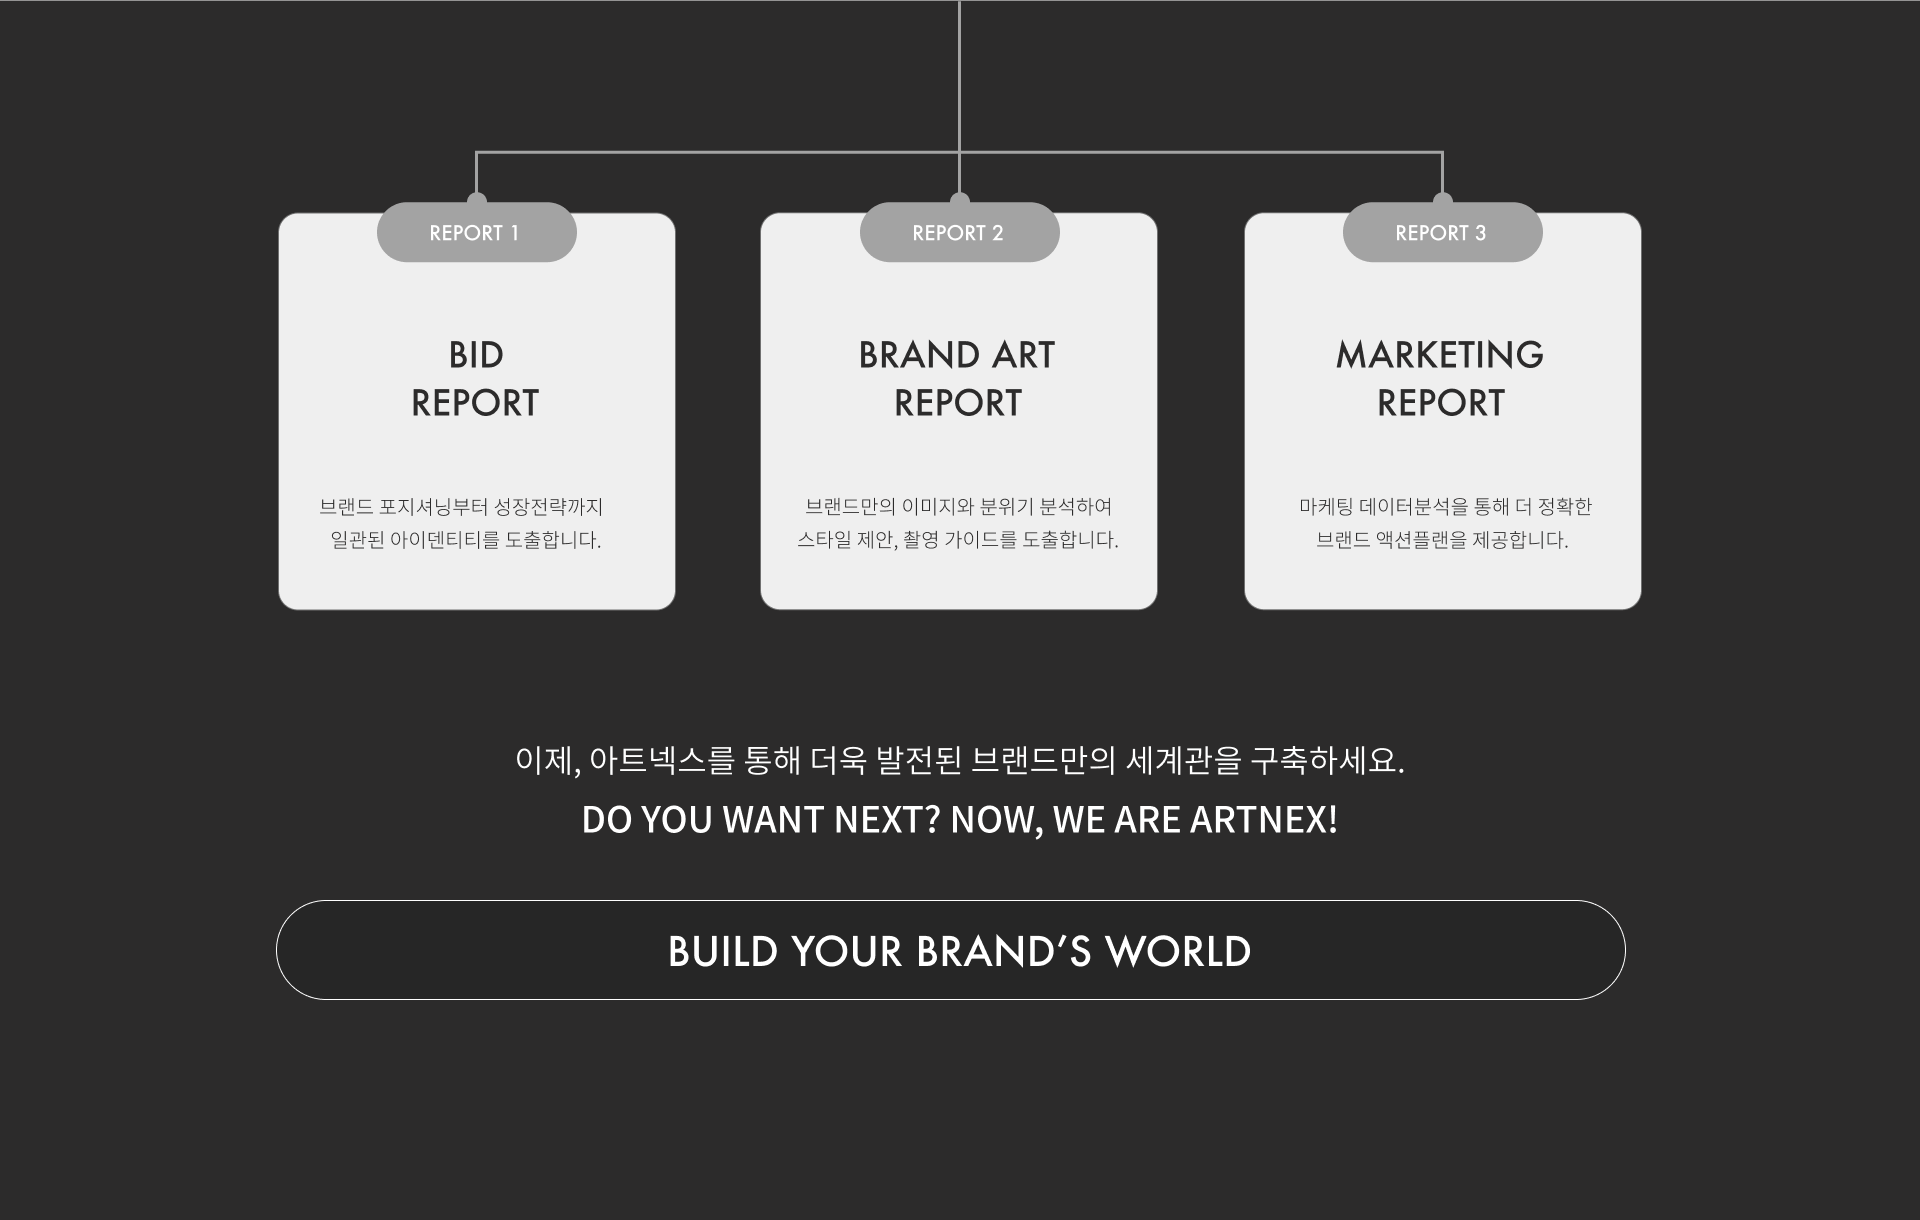 REPORT 1
BID
REPORT
브랜드 포지셔닝부터 성장전략까지
일관된 아이덴티티를 도출합니다.
REPORT 2
BRAND ART
REPORT
브랜드만의 이미지와 분위기 분석하여
스타일 제안, 촬영 가이드를 도출합니다.
REPORT 3
MARKETING
REPORT
마케팅 데이터분석을 통해 더 정확한
브랜드 액션플랜을 제공합니다.
이제, 아트넥스를 통해 더욱 발전된 브랜드만의 세계관을 구축하세요.
DO YOU WANT NEXT? NOW, WE ARE ARTNEX!
BUILD YOUR BRAND’S WORLD